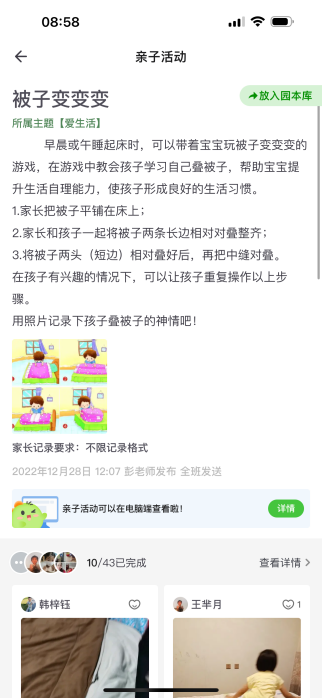 08:58
亲子活动
被子变变变
放入园本库
所属主题【爱生活】
早晨或午睡起床时，可以带着宝宝玩被子变变变的
游戏，在游戏中教会孩子学习自己叠被子，帮助宝宝提
升生活自理能力，使孩子形成良好的生活习惯。
1.家长把被子平铺在床上；
2.家长和孩子一起将被子两条长边相对对叠整齐；
3.将被子两头（短边）相对叠好后，再把中缝对叠。
在孩子有兴趣的情况下，可以让孩子重复操作以上步
骤。
用照片记录下孩子叠被子的神情吧！
家长记录要求：不限记录格式
2022年12月28日 12:07 彭老师发布 全班发送
亲子活动可以在电脑端查看啦！
详情
10/43已完成
查看详情
韩梓钰
王芈月
1